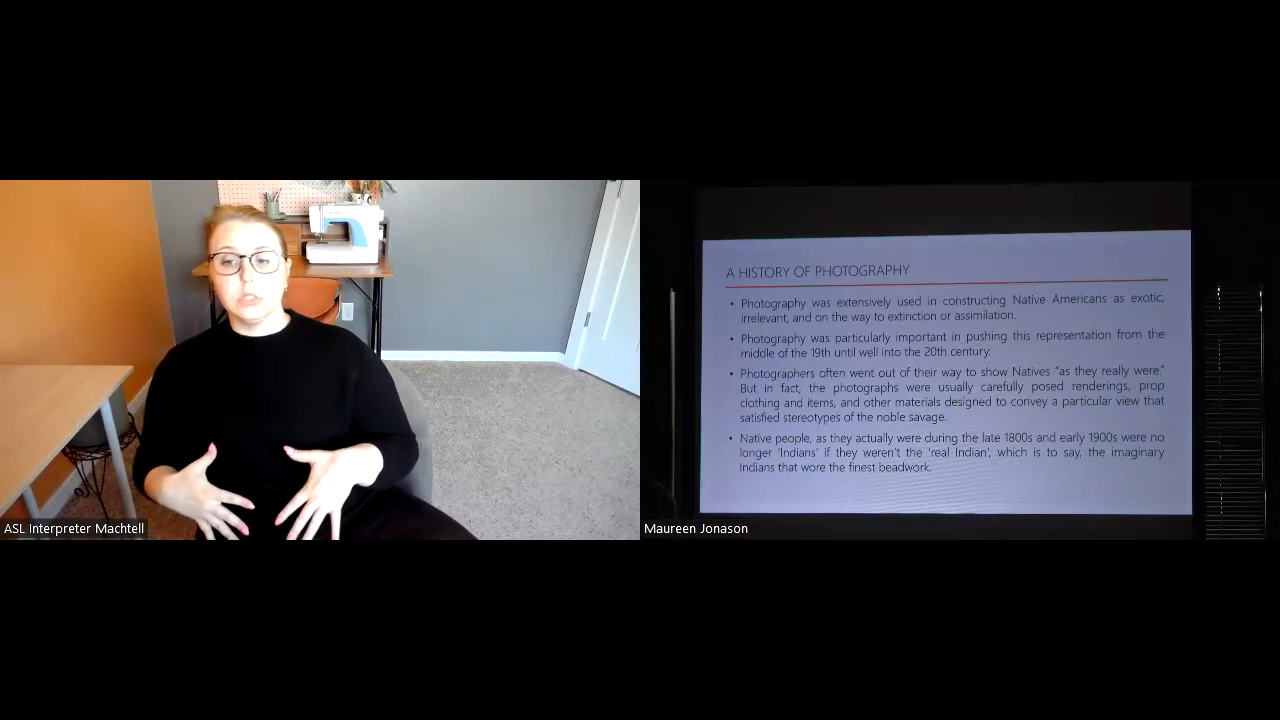 A HISTORY OF PHOTOGRAPHY
• Photography was extensively used in constructing Native Americans as exotic,
irrelevant, and on the way to extinction or assimilation.
• Photography was particularly important in pushing this representation from the
middle of the 19th until well into the 20th century.
• Photographers often went out of their way to show Natives "as they really were."
But in fact, the photographs were usually carefully posed renderings, prop
clothing and items, and other materials designed to convey a particular view that
satisfied stereotypes of the noble savage.
• Native people, as they actually were during the late 1800s and early 1900s were no
longer 'Indians' if they weren't the 'real Indian', which is to say, the imaginary
Indians that wore the finest beadwork.
ASL Interpreter Machtell
Maureen Jonason